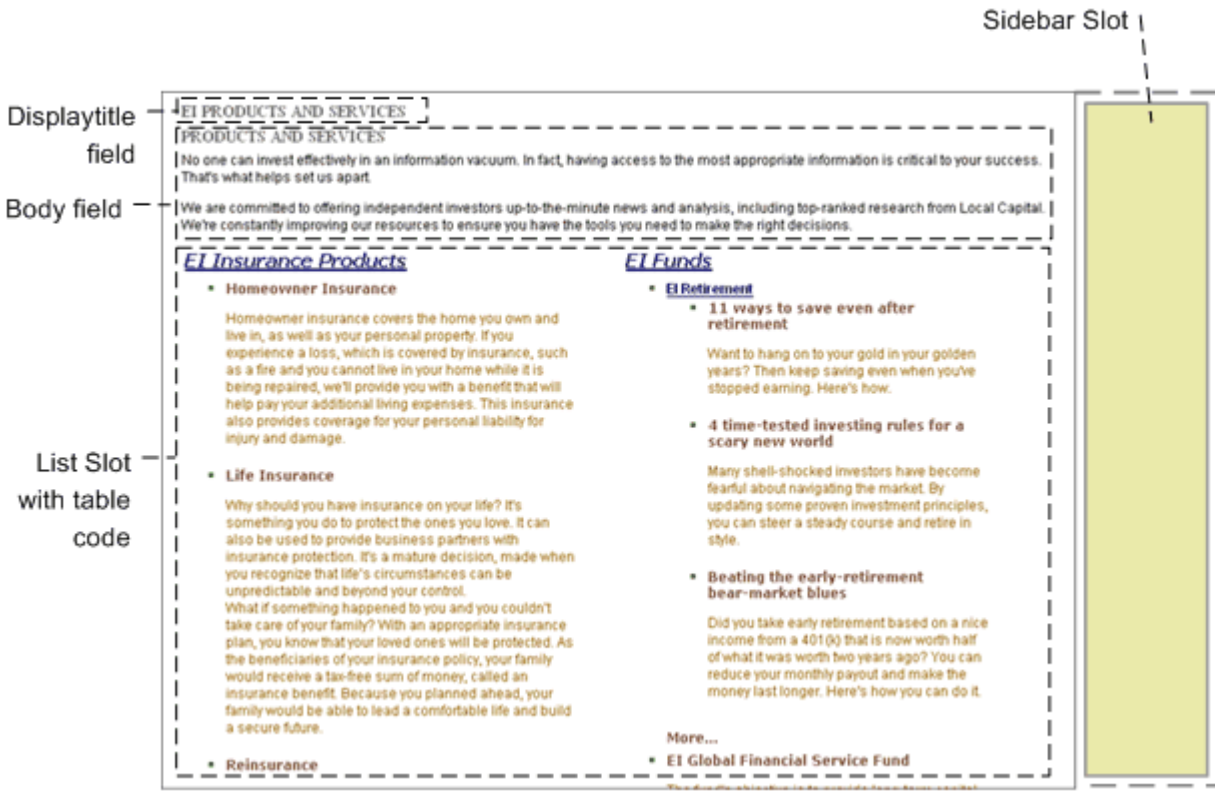 Sidebar Slot
Displaytitle
field
EI PRODUCTS AND SERVICES
PRODUCTS AND SERVICES
No one can invest effectively in an information vacuum. In fact, having access to the most appropriate information is critical to your success.
That's what helps set us apart.
Body field
We are committed to offering independent investors up-to-the-minute news and analysis, including top-ranked research from Local Capital.
We're constantly improving our resources to ensure you have the tools you need to make the right decisions.
List Slot
with table
code
EI Insurance Products
Homeowner Insurance
Homeowner insurance covers the home you own and
live in, as well as your personal property. If you
experience a loss, which is covered by insurance, such
as a fire and you cannot live in your home while it is
being repaired, we'll provide you with a benefit that will
help pay your additional living expenses. This insurance
also provides coverage for your personal liability for
injury and damage.
Life Insurance
Why should you have insurance on your life? It's
something you do to protect the ones you love. It can
also be used to provide business partners with
insurance protection. It's a mature decision, made when
you recognize that life's circumstances can be
unpredictable and beyond your control.
What if something happened to you and you couldn't
take care of your family? With an appropriate insurance
plan, you know that your loved ones will be protected. As
the beneficiaries of your insurance policy, your family
would receive a tax-free sum of money, called an
insurance benefit. Because you planned ahead, your
family would be able to lead a comfortable life and build
a secure future.
Reinsurance
EI Funds
EI Retirement
11 ways to save even after
retirement
Want to hang on to your gold in your golden
years? Then keep saving even when you've
stopped earning. Here's how.
4 time-tested investing rules for a
scary new world
Many shell-shocked investors have become
fearful about navigating the market. By
updating some proven investment principles,
you can steer a steady course and retire in
style.
Beating the early-retirement
bear-market blues
Did you take early retirement based on a nice
income from a 401(k) that is now worth half
of what it was worth two years ago? You can
reduce your monthly payout and make the
money last longer. Here's how you can do it.
More...
EI Global Financial Service Fund